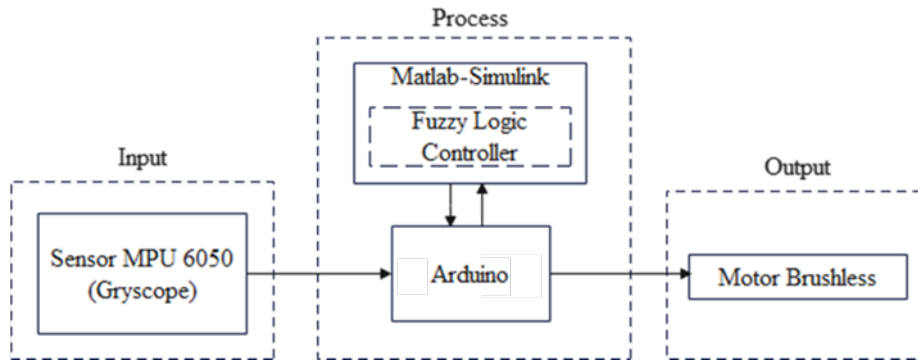 Process
Matlab-Simulink
Fuzzy Logic
Controller
Input
Output
Sensor MPU 6050
(Gryscope)
Arduino
Motor Brushless